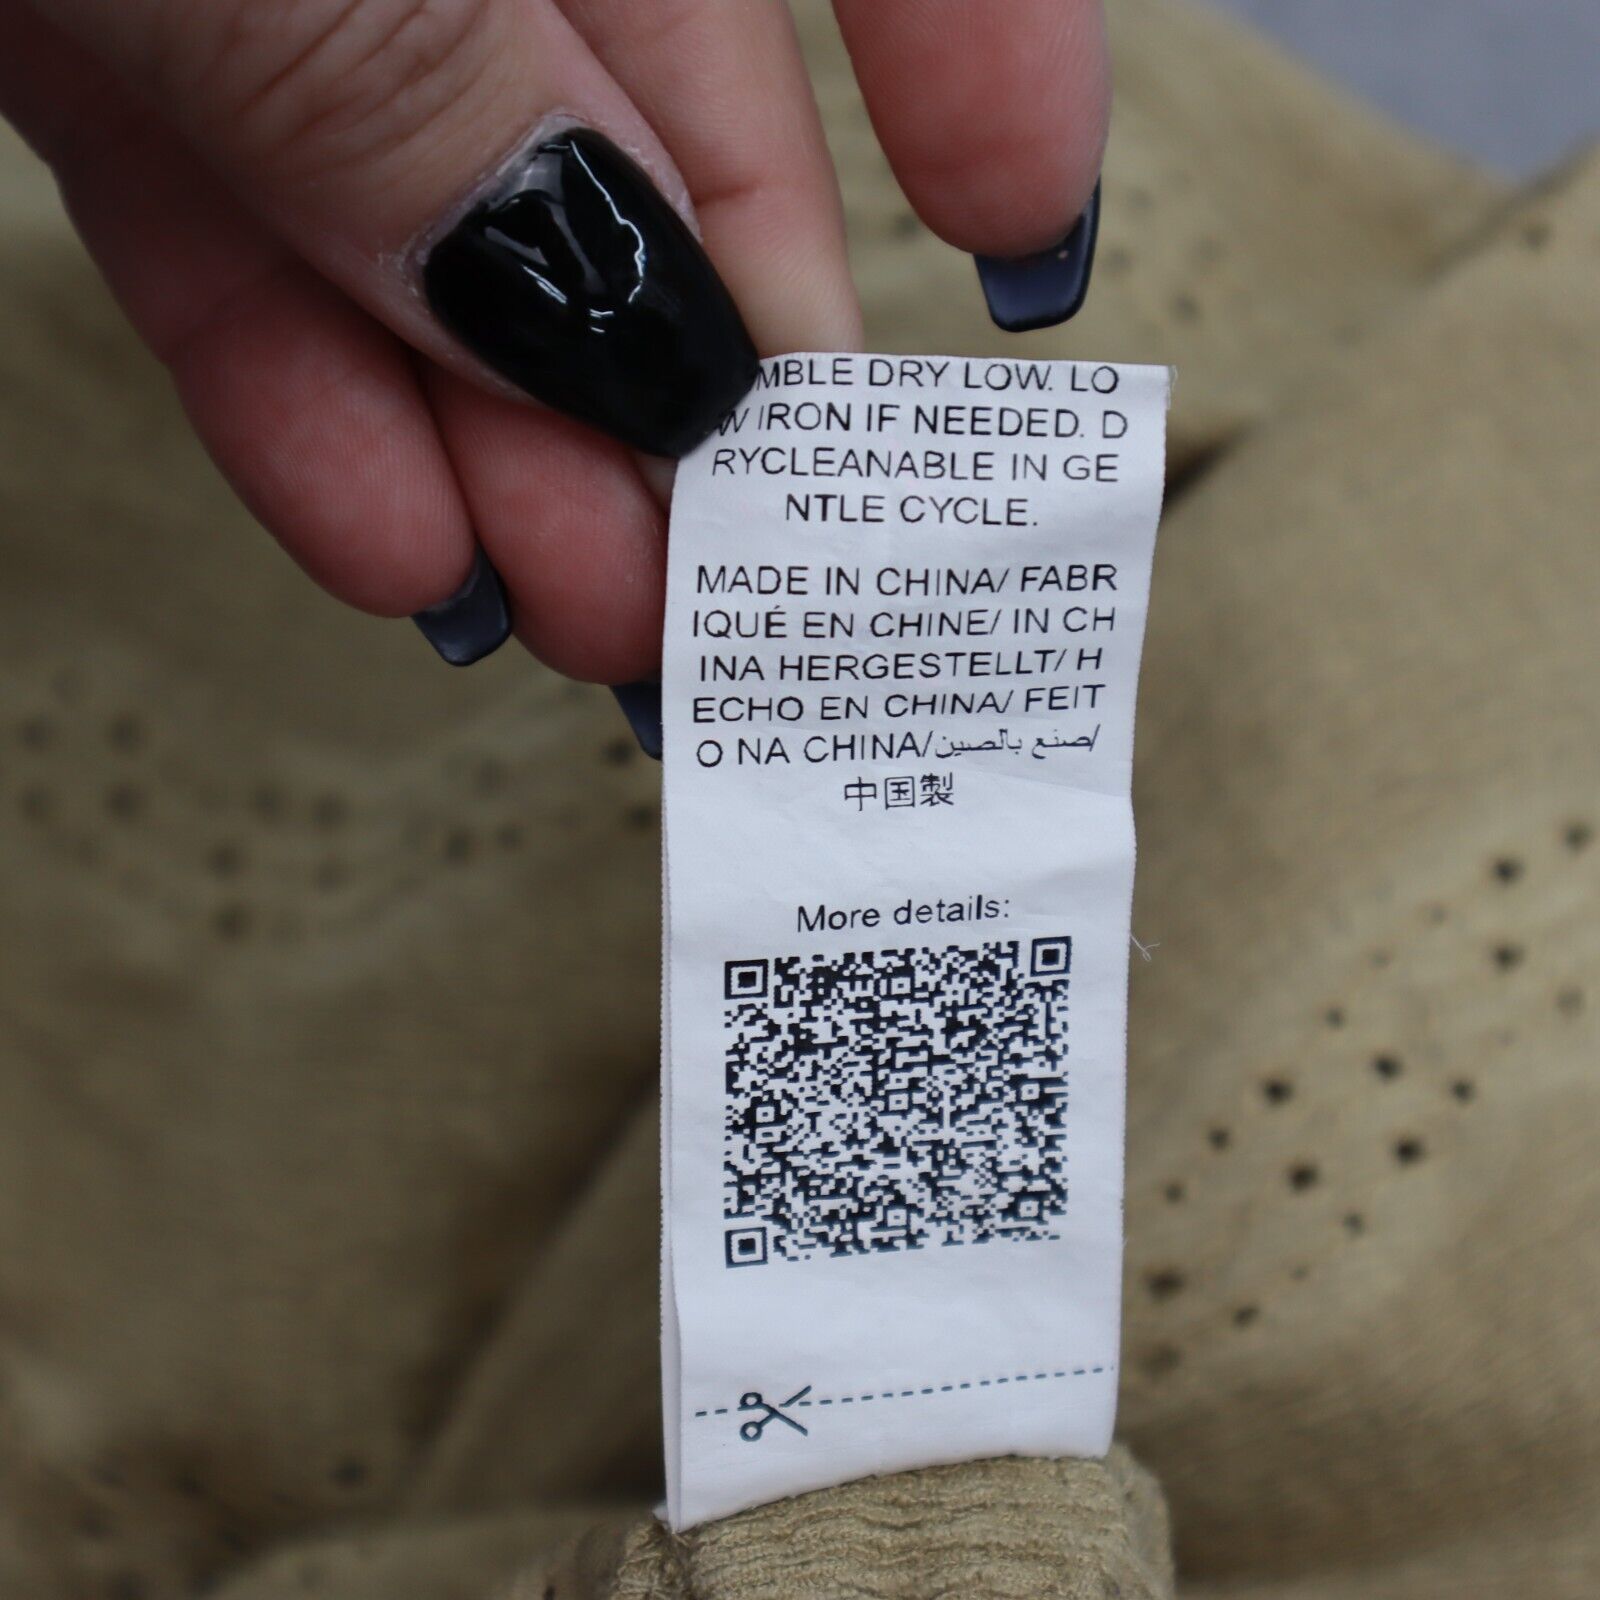 MBLE DRY LOW. LO
W IRON IF NEEDED. D
RYCLEANABLE IN GE
NTLE CYCLE.
MADE IN CHINA/ FABR
IQUÉ EN CHINE/ IN CH
INA HERGESTELLT/ H
ECHO EN CHINA/ FEIT
O NA CHINA/صنع بالصين/
中国製
More details: